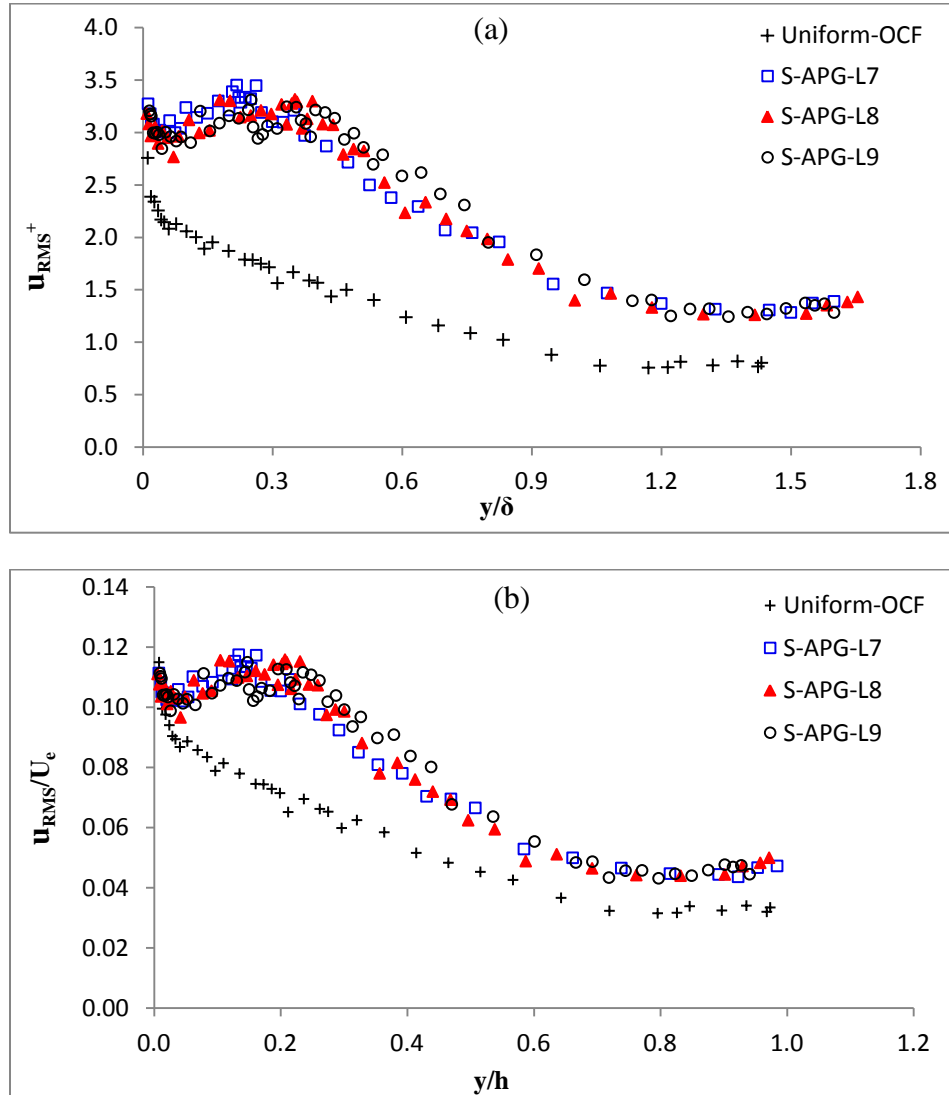 (a)
4.0
3.5
3.0
2.5
2.0
1.5
1.0
0.5
0.0
u_RMS^+
Uniform-OCF
S-APG-L7
S-APG-L8
S-APG-L9
0 0.3 0.6 0.9 1.2 1.5 1.8
y/δ
(b)
0.14
0.12
0.10
0.08
0.06
0.04
0.02
0.00
u_RMS/U_e
Uniform-OCF
S-APG-L7
S-APG-L8
S-APG-L9
0.0 0.2 0.4 0.6 0.8 1.0 1.2
y/h